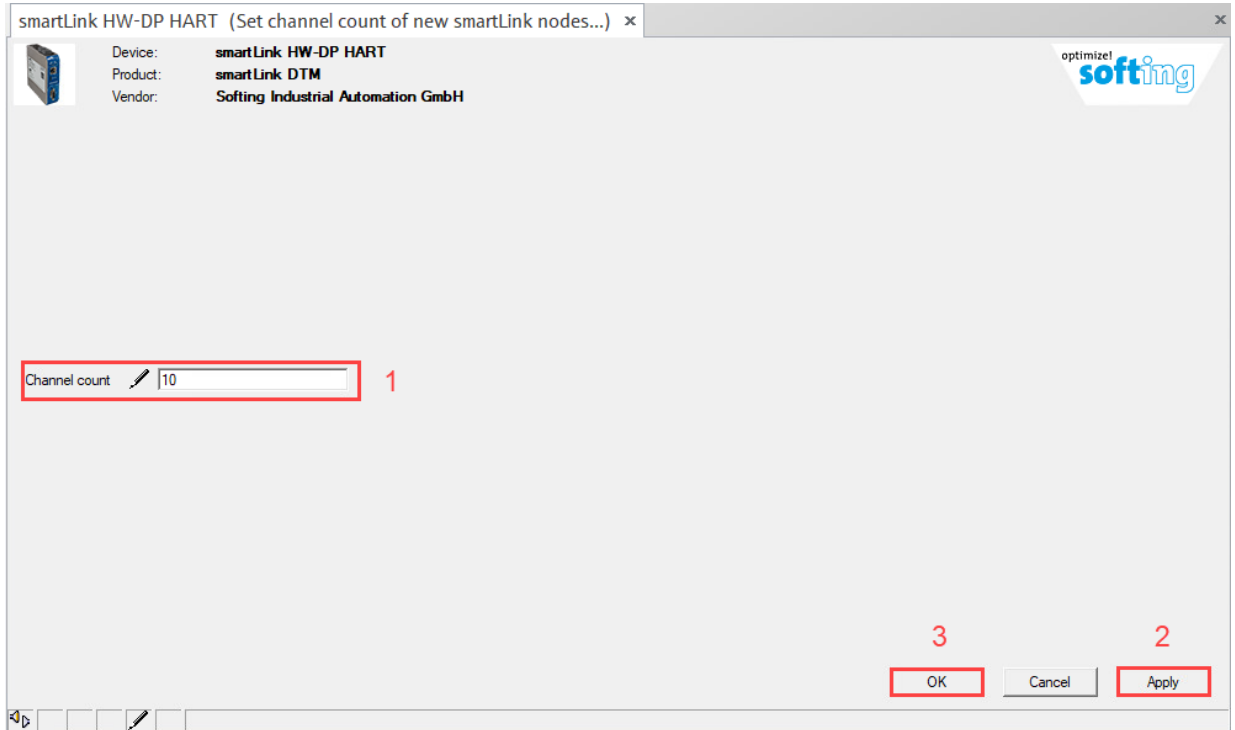 smartLink HW-DP HART (Set channel count of new smartLink nodes...) ×
×
Device: smartLink HW-DP HART
Product: smartLink DTM
Vendor: Softing Industrial Automation GmbH
optimize!
softing
Channel count 10
1
3
2
OK Cancel Apply